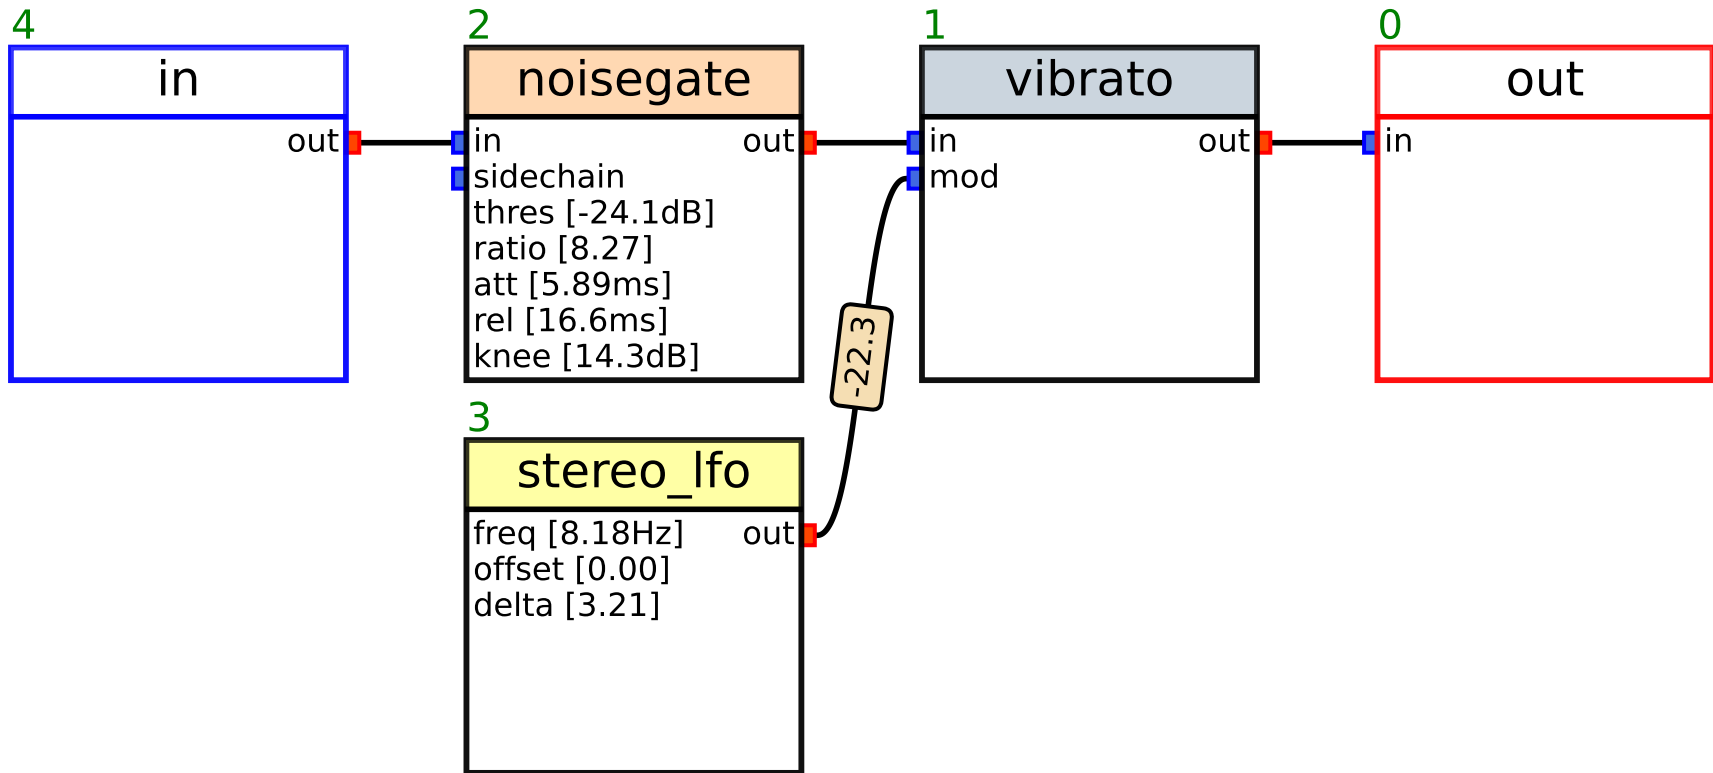 4
in
out
2
noisegate
in
out
sidechain
thres [-24.1dB]
ratio [8.27]
att [5.89ms]
rel [16.6ms]
knee [14.3dB]
3
stereo_lfo
freq [8.18Hz]
out
offset [0.00]
delta [3.21]
-22.3
1
vibrato
in
out
mod
0
out
in